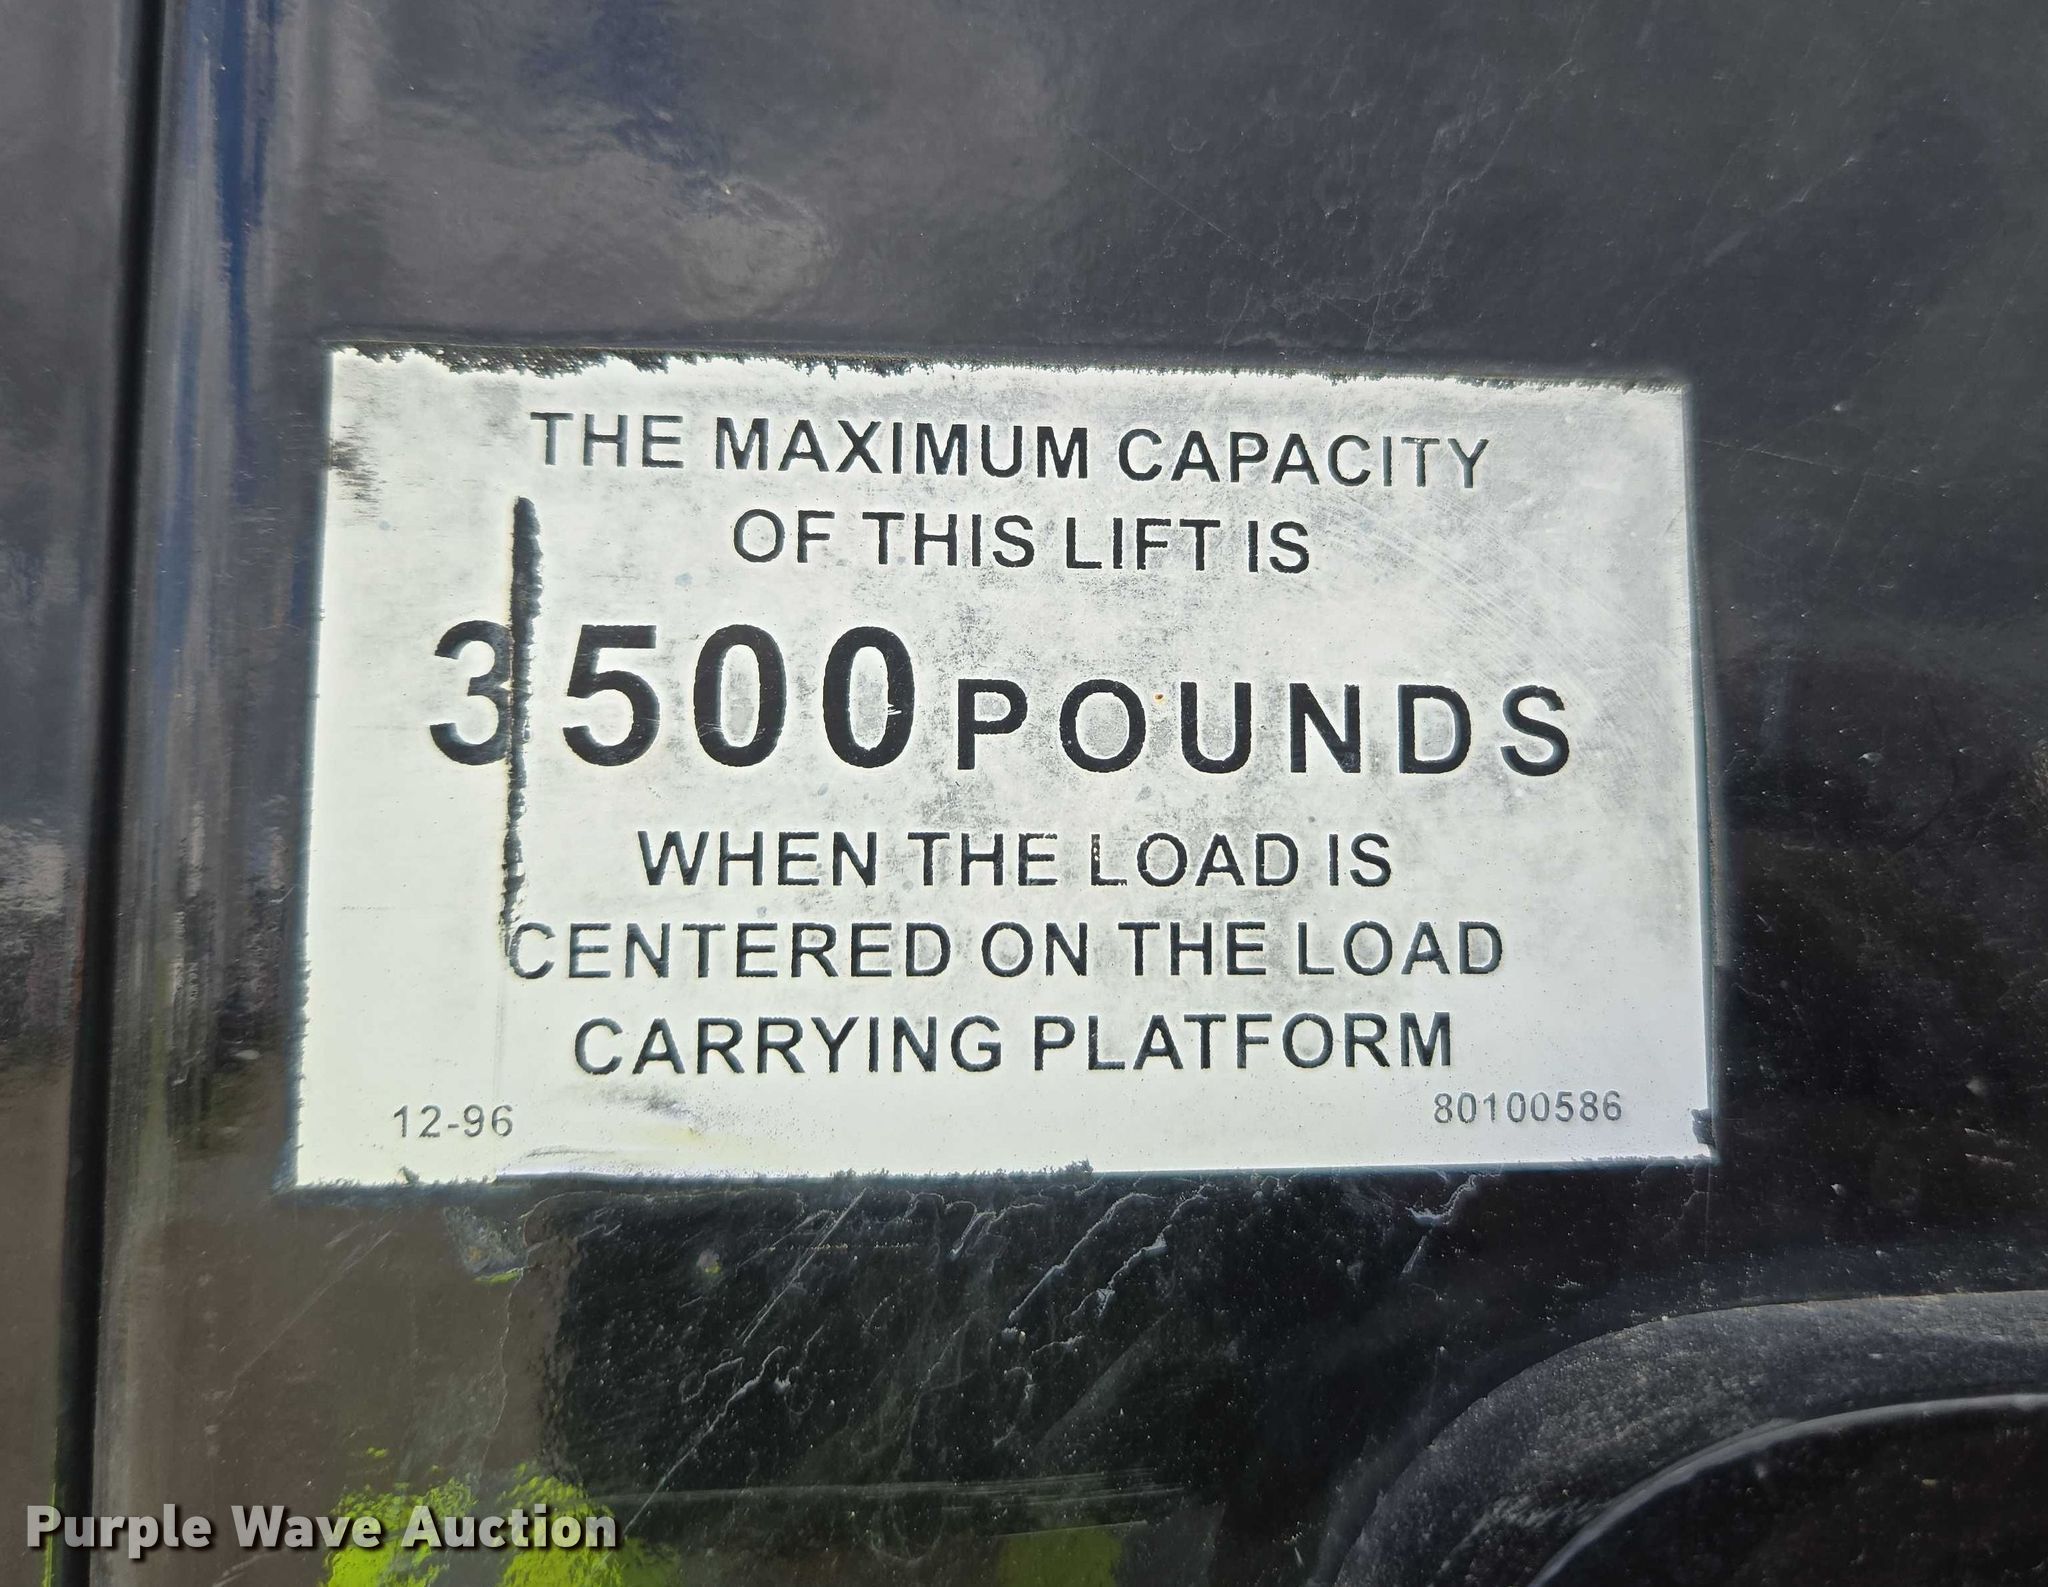 THE MAXIMUM CAPACITY
OF THIS LIFT IS
3500 POUNDS
WHEN THE LOAD IS
CENTERED ON THE LOAD
CARRYING PLATFORM
12-96 80100586
Purple Wave Auction